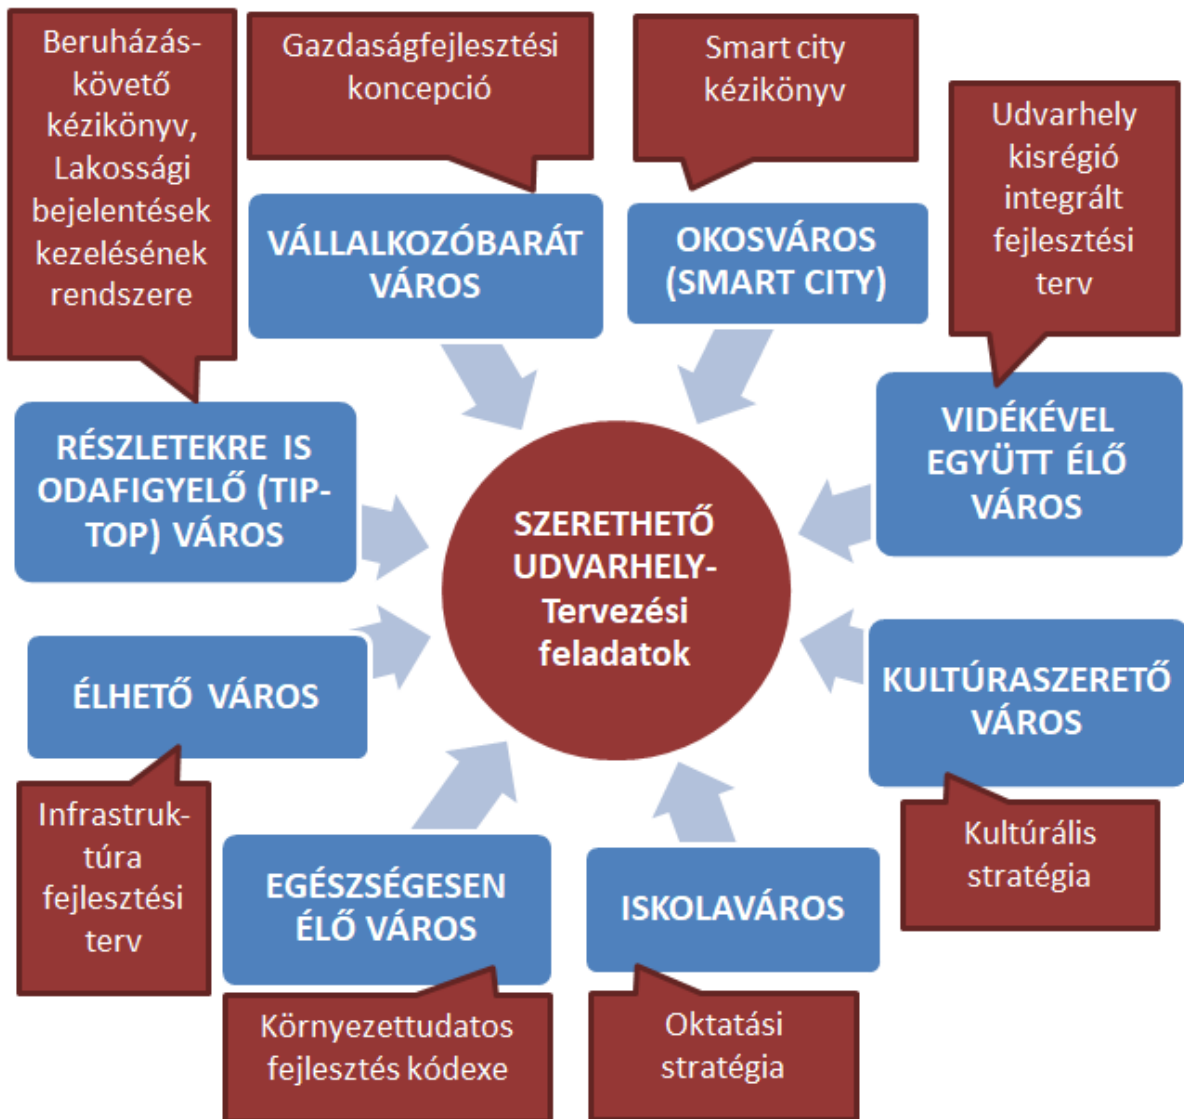 Beruházás-
követő
kézikönyv,
Lakossági
bejelentések
kezelésének
rendszere
Gazdaságfejlesztési
koncepció
Smart city
kézikönyv
Udvarhely
kisrégió
integrált
fejlesztési
terv
VÁLLALKOZÓBARÁT
VÁROS
OKOSVÁROS
(SMART CITY)
RÉSZLETEKRE IS
ODAFIGYELŐ (TIP-
TOP) VÁROS
VIDÉKÉVEL
EGYÜTT ÉLŐ
VÁROS
SZERETHETŐ
UDVARHELY-
Tervezési
feladatok
ÉLHETŐ VÁROS
KULTÚRASZERETŐ
VÁROS
Infrastruk-
túra
fejlesztési
terv
EGÉSZSÉGESEN
ÉLŐ VÁROS
ISKOLAVÁROS
Kultúrális
stratégia
Környezettudatos
fejlesztés kódexe
Oktatási
stratégia